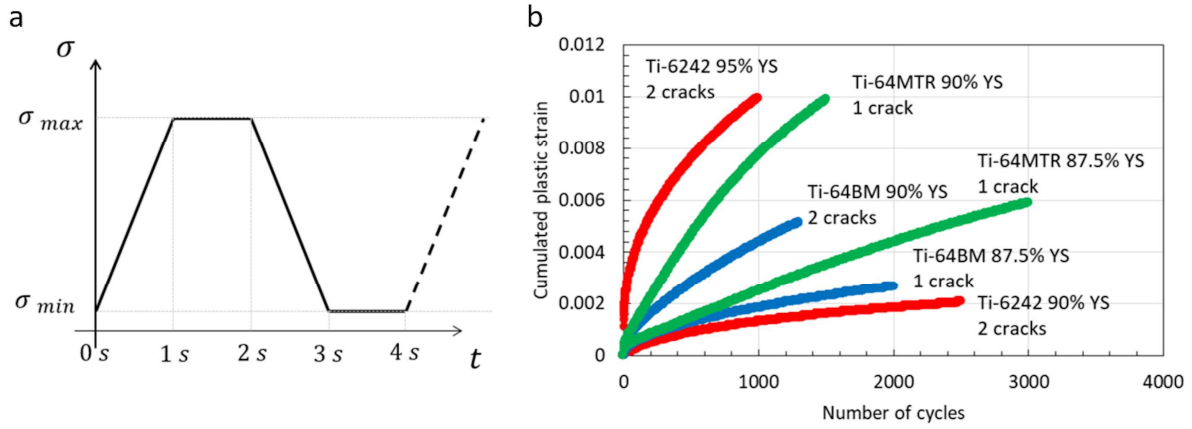 a
σ
σ max
σ min
0 s
1 s
2 s
3 s
4 s
t
b
Cumulated plastic strain
0.012
0.01
0.008
0.006
0.004
0.002
0
Ti-6242 95% YS
2 cracks
Ti-64MTR 90% YS
1 crack
Ti-64MTR 87.5% YS
1 crack
Ti-64BM 90% YS
2 cracks
Ti-64BM 87.5% YS
1 crack
Ti-6242 90% YS
2 cracks
0
1000
2000
3000
4000
Number of cycles